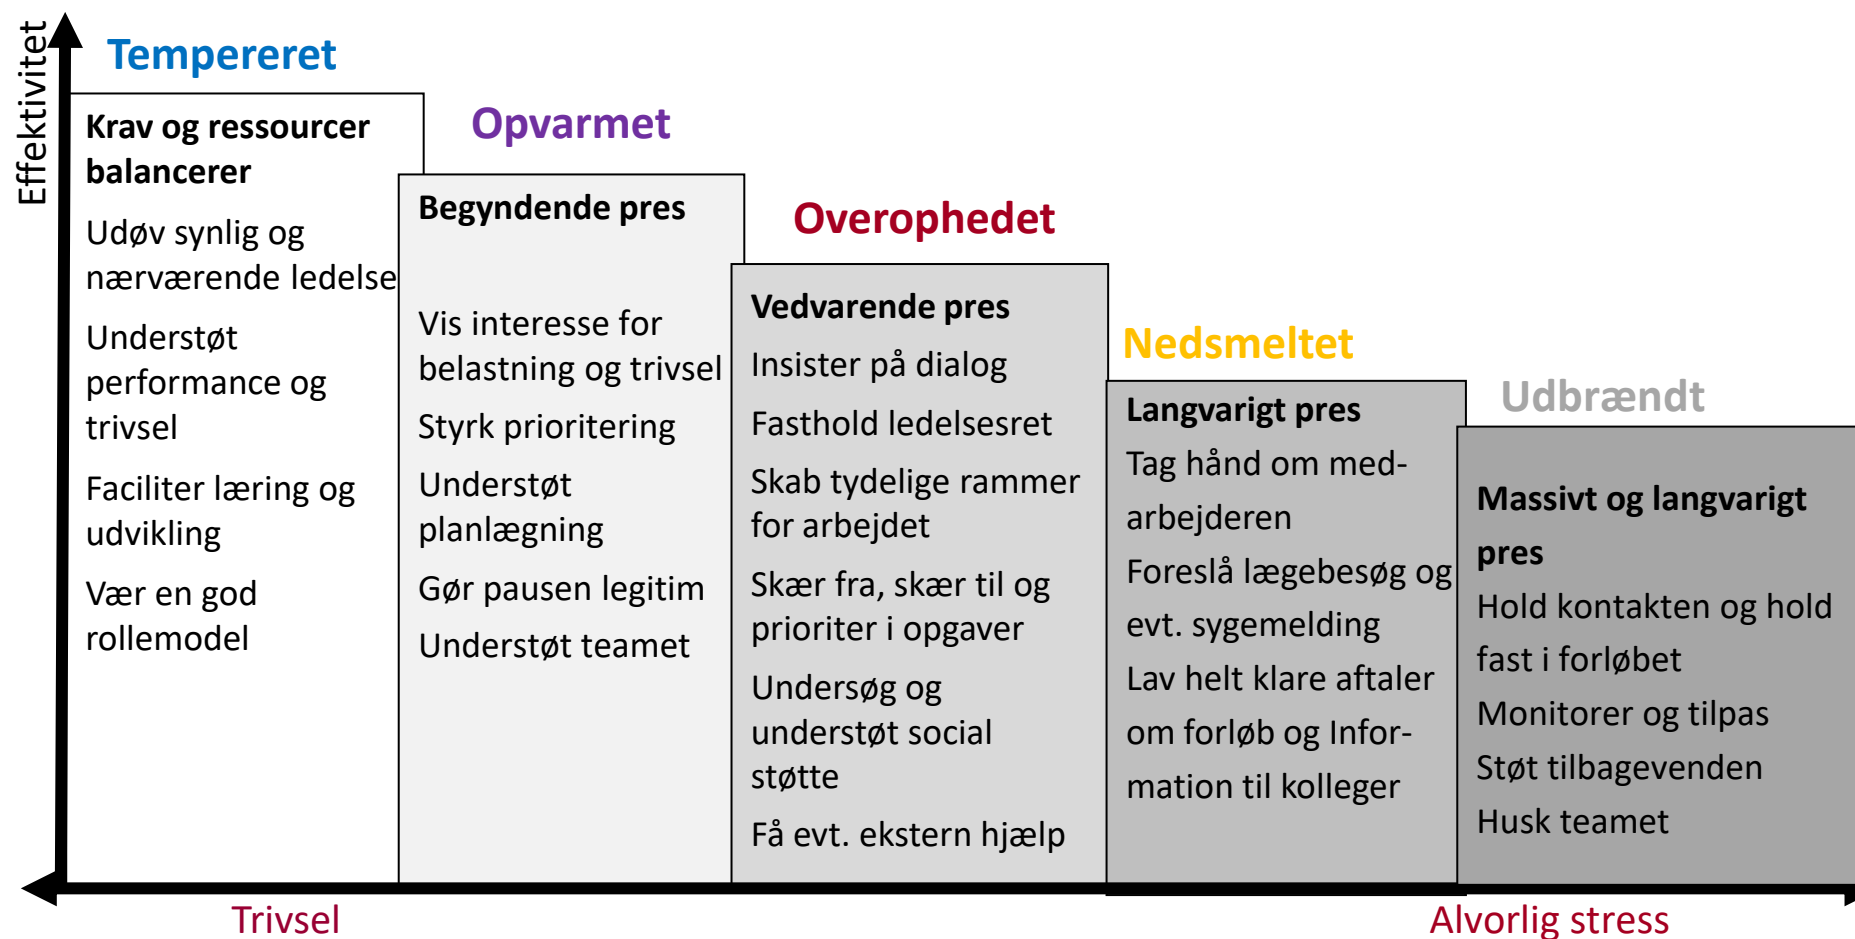 Effektivitet
Tempereret
Krav og ressourcer
balancerer
Udøv synlig og
nærværende ledelse
Understøt
performance og
trivsel
Faciliter læring og
udvikling
Vær en god
rollemodel
Opvarmet
Begyndende pres
Vis interesse for
belastning og trivsel
Styrk prioritering
Understøt
planlægning
Gør pausen legitim
Understøt teamet
Overophedet
Vedvarende pres
Insister på dialog
Fasthold ledelsesret
Skab tydelige rammer
for arbejdet
Skær fra, skær til og
prioriter i opgaver
Undersøg og
understøt social
støtte
Få evt. ekstern hjælp
Nedsmeltet
Langvarigt pres
Tag hånd om med-
arbejderen
Foreslå lægebesøg og
evt. sygemelding
Lav helt klare aftaler
om forløb og Infor-
mation til kolleger
Udbrændt
Massivt og langvarigt
pres
Hold kontakten og hold
fast i forløbet
Monitorer og tilpas
Støt tilbagevenden
Husk teamet
Trivsel
Alvorlig stress